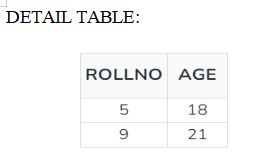 DETAIL TABLE:
ROLLNO AGE
5 18
9 21